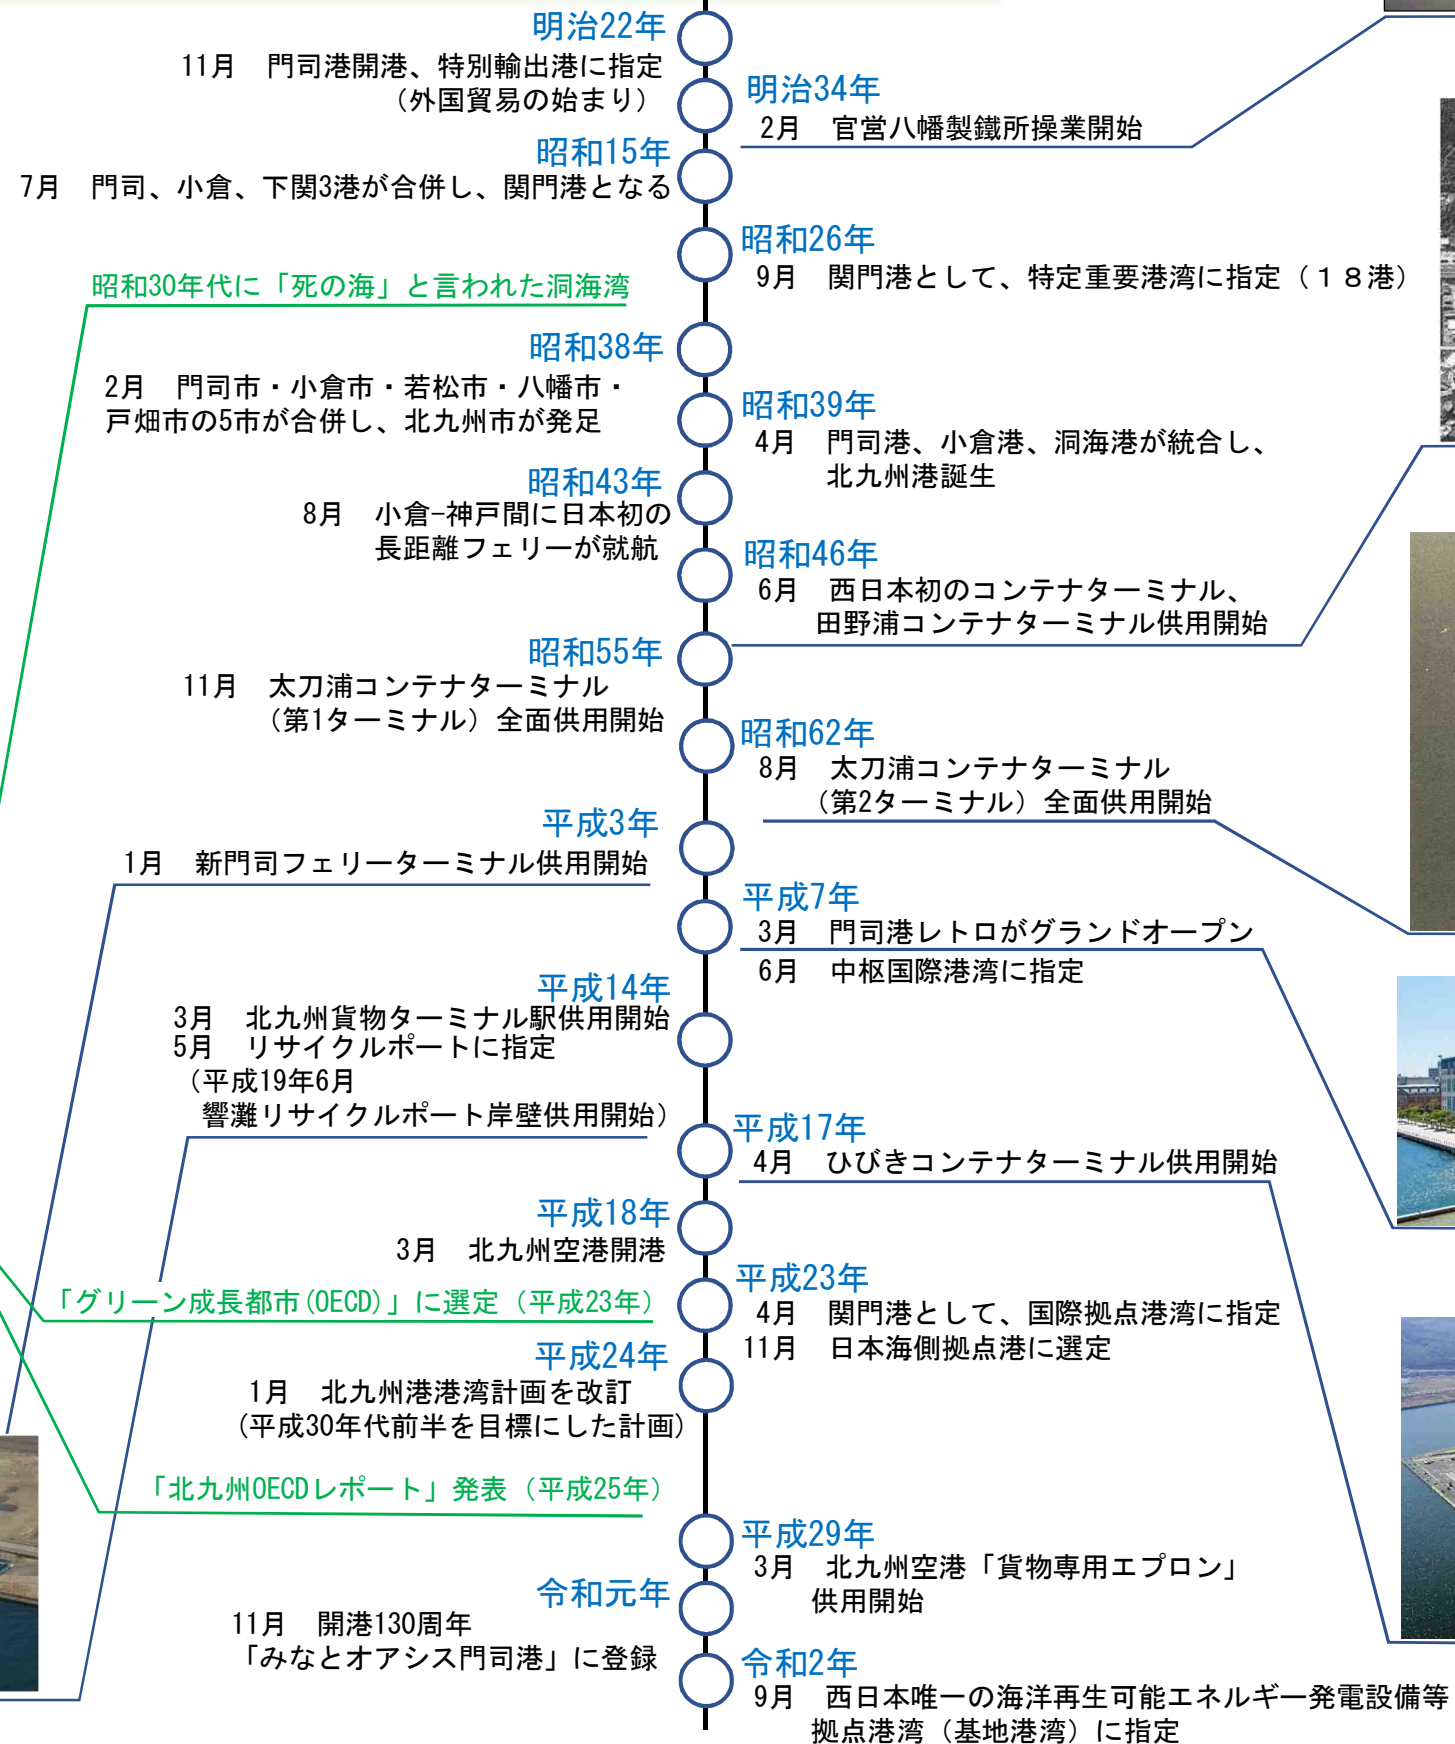 明治22年
11月　門司港開港、特別輸出港に指定
（外国貿易の始まり）
明治34年
2月　官営八幡製鐵所操業開始
昭和15年
7月　門司、小倉、下関3港が合併し、関門港となる
昭和26年
9月　関門港として、特定重要港湾に指定（１８港）
昭和30年代に「死の海」と言われた洞海湾
昭和38年
2月　門司市・小倉市・若松市・八幡市・
戸畑市の5市が合併し、北九州市が発足
昭和39年
4月　門司港、小倉港、洞海港が統合し、
北九州港誕生
昭和43年
8月　小倉-神戸間に日本初の
長距離フェリーが就航
昭和46年
6月　西日本初のコンテナターミナル、
田野浦コンテナターミナル供用開始
昭和55年
11月　太刀浦コンテナターミナル
（第1ターミナル）全面供用開始
昭和62年
8月　太刀浦コンテナターミナル
（第2ターミナル）全面供用開始
平成3年
1月　新門司フェリーターミナル供用開始
平成7年
3月　門司港レトロがグランドオープン
6月　中枢国際港湾に指定
平成14年
3月　北九州貨物ターミナル駅供用開始
5月　リサイクルポートに指定
（平成19年6月
響灘リサイクルポート岸壁供用開始）
平成17年
4月　ひびきコンテナターミナル供用開始
平成18年
3月　北九州空港開港
「グリーン成長都市(OECD)」に選定（平成23年）
平成23年
4月　関門港として、国際拠点港湾に指定
11月　日本海側拠点港に選定
平成24年
1月　北九州港港湾計画を改訂
（平成30年代前半を目標にした計画）
「北九州OECDレポート」発表（平成25年）
平成29年
3月　北九州空港「貨物専用エプロン」
供用開始
令和元年
11月　開港130周年
「みなとオアシス門司港」に登録
令和2年
9月　西日本唯一の海洋再生可能エネルギー発電設備等
拠点港湾（基地港湾）に指定